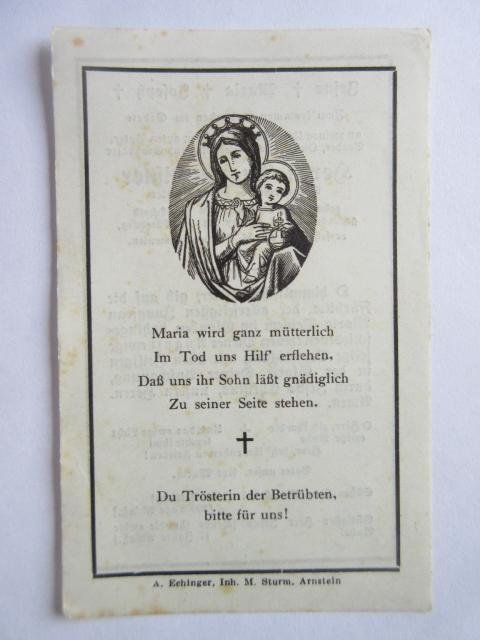 Maria wird ganz mütterlich
Im Tod uns Hilf' erflehen,
Daß uns ihr Sohn läßt gnädiglich
Zu seiner Seite stehen.
Du Trösterin der Betrübten,
bitte für uns!
A. Echinger, Inh. M. Sturm, Arnstein